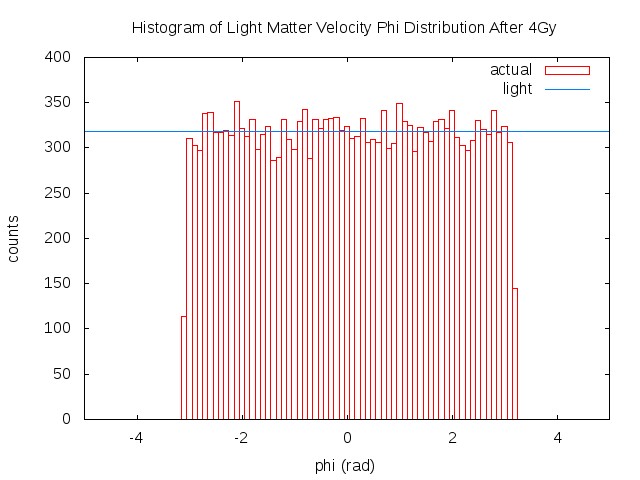 Histogram of Light Matter Velocity Phi Distribution After 4Gy
actual
light
400
350
300
250
200
150
100
50
0
counts
-4
-2
0
2
4
phi (rad)